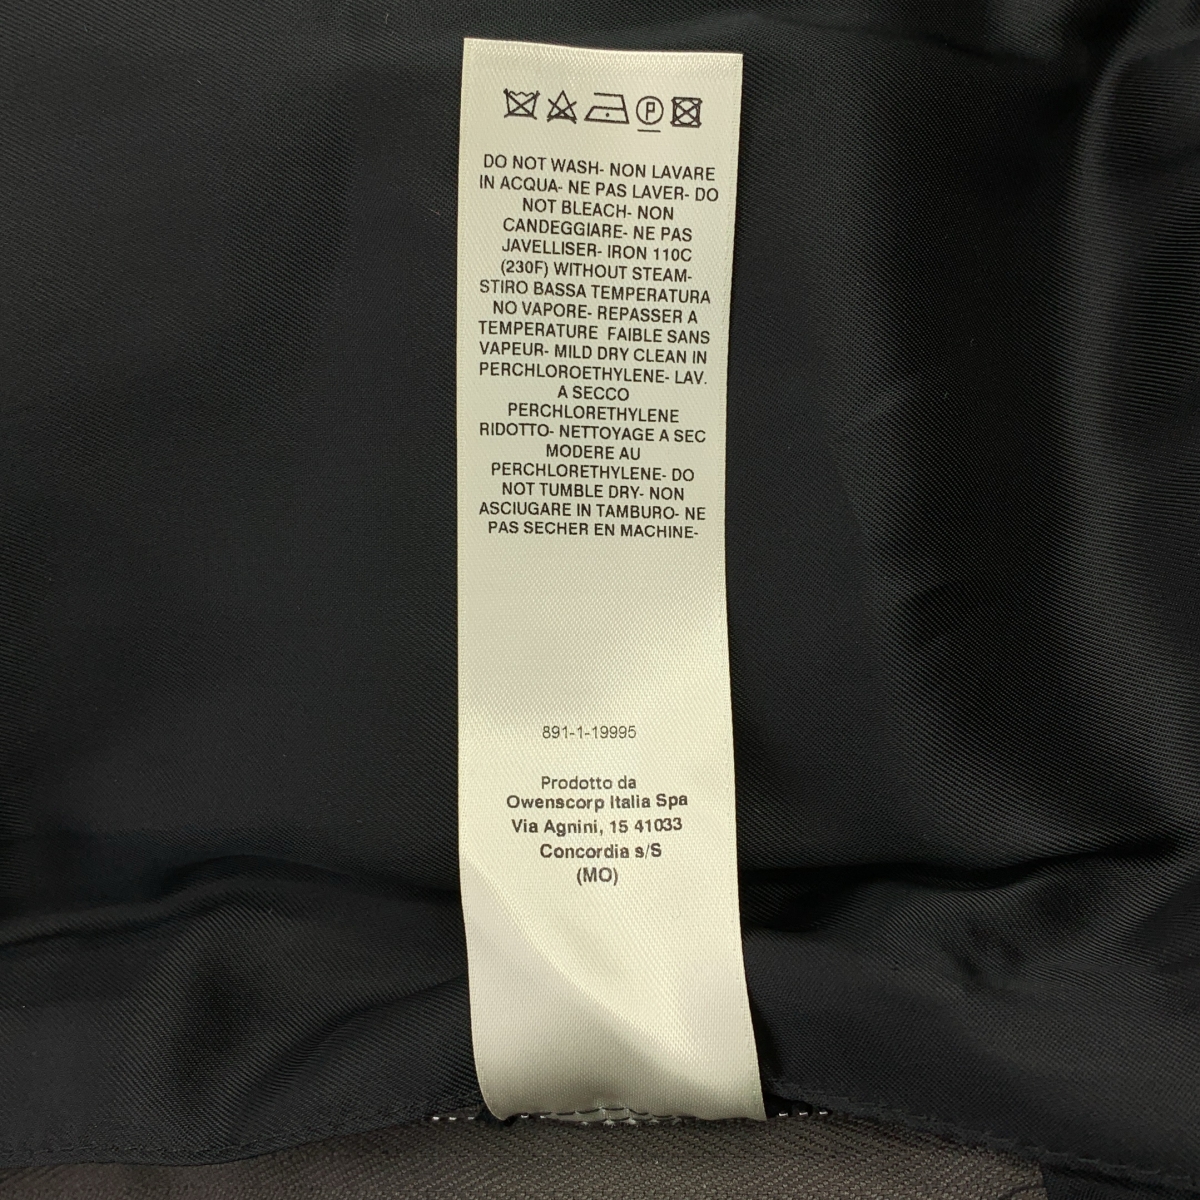 P
DO NOT WASH- NON LAVARE
IN ACQUA- NE PAS LAVER- DO
NOT BLEACH- NON
CANDEGGIARE- NE PAS
JAVELLISER- IRON 110C
(230F) WITHOUT STEAM-
STIRO BASSA TEMPERATURA
NO VAPORE- REPASSER A
TEMPERATURE FAIBLE SANS
VAPEUR- MILD DRY CLEAN IN
PERCHLOROETHYLENE- LAV.
A SECCO
PERCHLORETHYLENE
RIDOTTO- NETTOYAGE A SEC
MODERE AU
PERCHLORETHYLENE- DO
NOT TUMBLE DRY- NON
ASCIUGARE IN TAMBURO- NE
PAS SECHER EN MACHINE-
891-1-19995
Prodotto da
Owenscorp Italia Spa
Via Agnini, 15 41033
Concordia s/S
(MO)